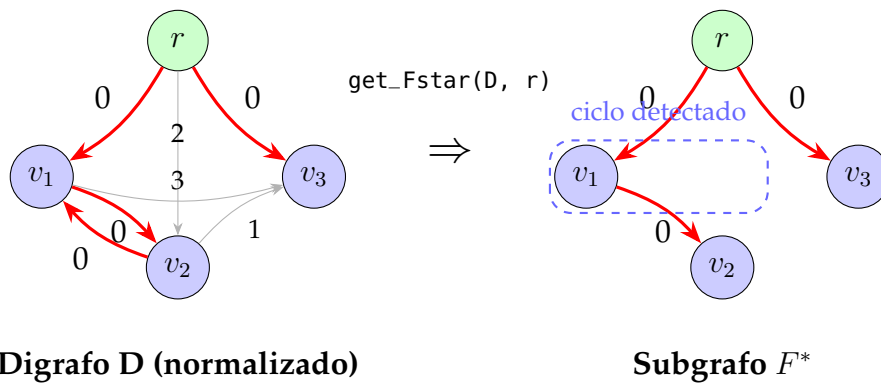 r
0
0
2
3
v₁
v₃
0
0
1
v₂
Digrafo D (normalizado)
get_Fstar(D, r)
⇒
r
0
0
ciclo detectado
v₁
v₃
0
v₂
Subgrafo F*